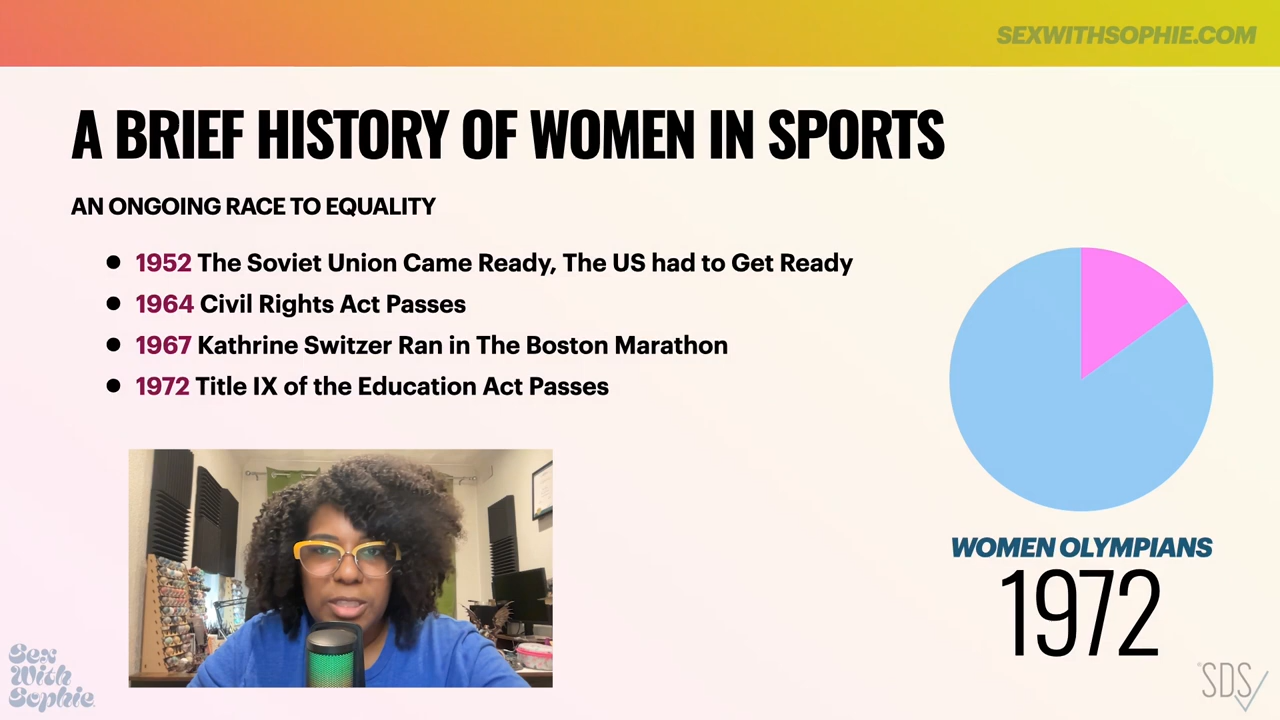 SEXWITHSOPHIE.COM
A BRIEF HISTORY OF WOMEN IN SPORTS
AN ONGOING RACE TO EQUALITY
● 1952 The Soviet Union Came Ready, The US had to Get Ready
● 1964 Civil Rights Act Passes
● 1967 Kathrine Switzer Ran in The Boston Marathon
● 1972 Title IX of the Education Act Passes
WOMEN OLYMPIANS
1972
Sex
With
Sophie
SDS